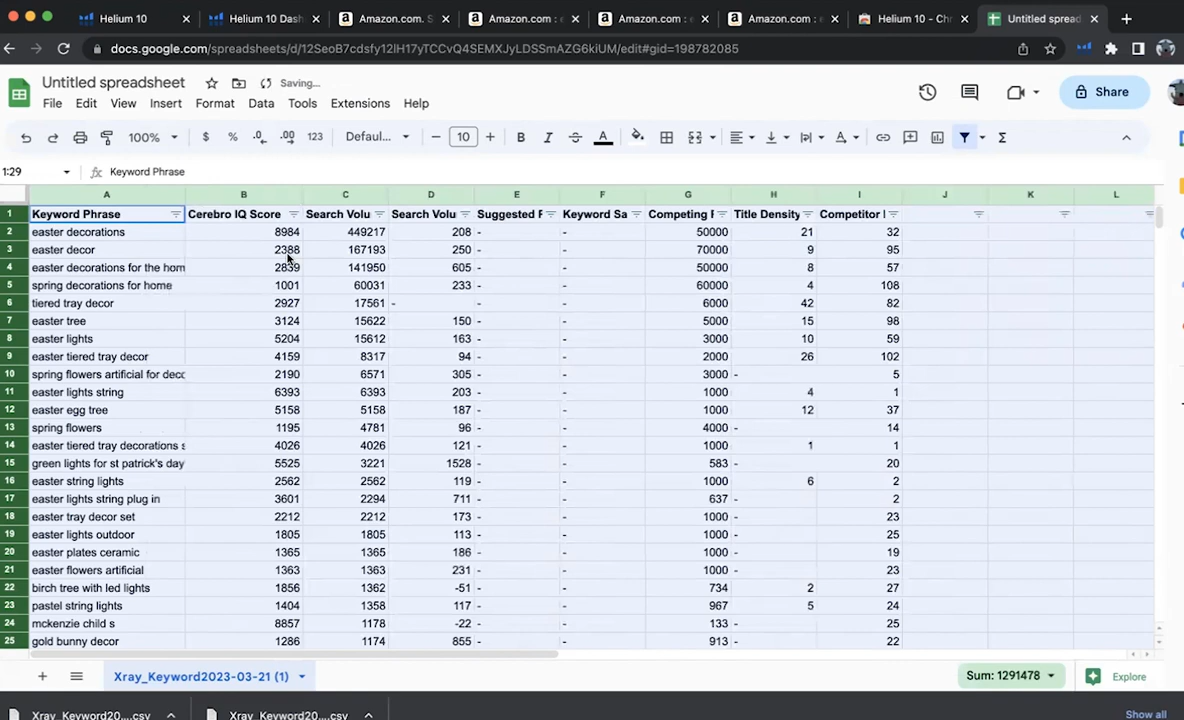 Helium 10
Helium 10 Dash
Amazon.com. S
Amazon.com : e
Amazon.com : e
Amazon.com : e
Helium 10 - Chr
Untitled spread
docs.google.com/spreadsheets/d/12SeoB7cdsfy12lH17yTCCvQ4SEMXJyLDSSmAZG6kiUM/edit#gid=198782085
Untitled spreadsheet Saving...
File Edit View Insert Format Data Tools Extensions Help
Share
100% $ % .0 .00 123 Defaul... 10 B I A
1:29 fx Keyword Phrase
A B C D E F G H I J K L
1 Keyword Phrase Cerebro IQ Score Search Volu Search Volu Suggested F Keyword Sa Competing F Title Density Competitor
2 easter decorations 8984 449217 208 - - 50000 21 32
3 easter decor 2388 167193 250 - - 70000 9 95
4 easter decorations for the hom 2839 141950 605 - - 50000 8 57
5 spring decorations for home 1001 60031 233 - - 60000 4 108
6 tiered tray decor 2927 17561 - - - 6000 42 82
7 easter tree 3124 15622 150 - - 5000 15 98
8 easter lights 5204 15612 163 - - 3000 10 59
9 easter tiered tray decor 4159 8317 94 - - 2000 26 102
10 spring flowers artificial for deco 2190 6571 305 - - 3000 - 5
11 easter lights string 6393 6393 203 - - 1000 4 1
12 easter egg tree 5158 5158 187 - - 1000 12 37
13 spring flowers 1195 4781 96 - - 4000 - 14
14 easter tiered tray decorations s 4026 4026 121 - - 1000 1 1
15 green lights for st patrick's day 5525 3221 1528 - - 583 - 20
16 easter string lights 2562 2562 119 - - 1000 6 2
17 easter lights string plug in 3601 2294 711 - - 637 - 2
18 easter tray decor set 2212 2212 173 - - 1000 - 23
19 easter lights outdoor 1805 1805 113 - - 1000 - 25
20 easter plates ceramic 1365 1365 186 - - 1000 - 19
21 easter flowers artificial 1363 1363 231 - - 1000 - 23
22 birch tree with led lights 1856 1362 -51 - - 734 2 27
23 pastel string lights 1404 1358 117 - - 967 5 24
24 mckenzie child s 8857 1178 -22 - - 133 - 25
25 gold bunny decor 1286 1174 855 - - 913 - 22
Xray_Keyword2023-03-21 (1) Sum: 1291478 Explore
Xray_Keyword20....csv Xray_Keyword20....csv Show all